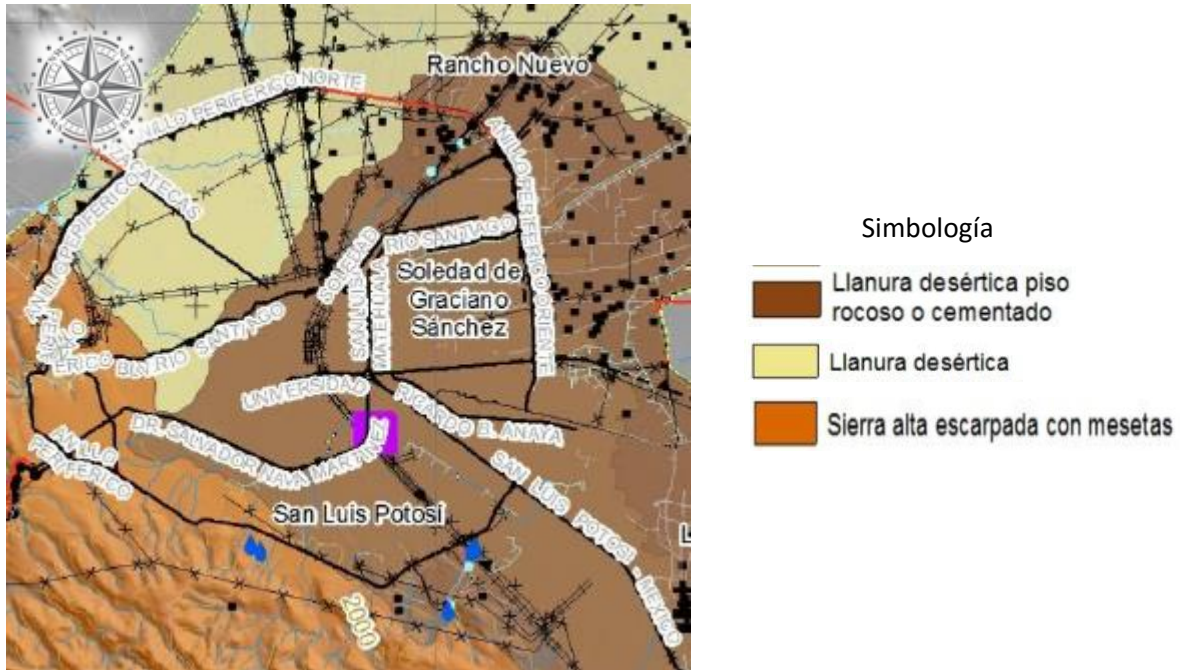 Rancho Nuevo
ANILLO PERIFERICO NORTE
ZACATECAS
ANILLO PERIFERICO
ANILLO PERIFERICO ORIENTE
RIO SANTIAGO
SOLEDAD
SAN LUIS
MATEHUALA
Soledad de
Graciano
Sánchez
RIO SANTIAGO
UNIVERSIDAD
RICARDO B. ANAYA
DR. SALVADOR NAVA MARTINEZ
ANILLO
PERIFERICO
SAN LUIS POTOSI - MEXICO
San Luis Potosí
2000
Simbología
Llanura desértica piso
rocoso o cementado
Llanura desértica
Sierra alta escarpada con mesetas